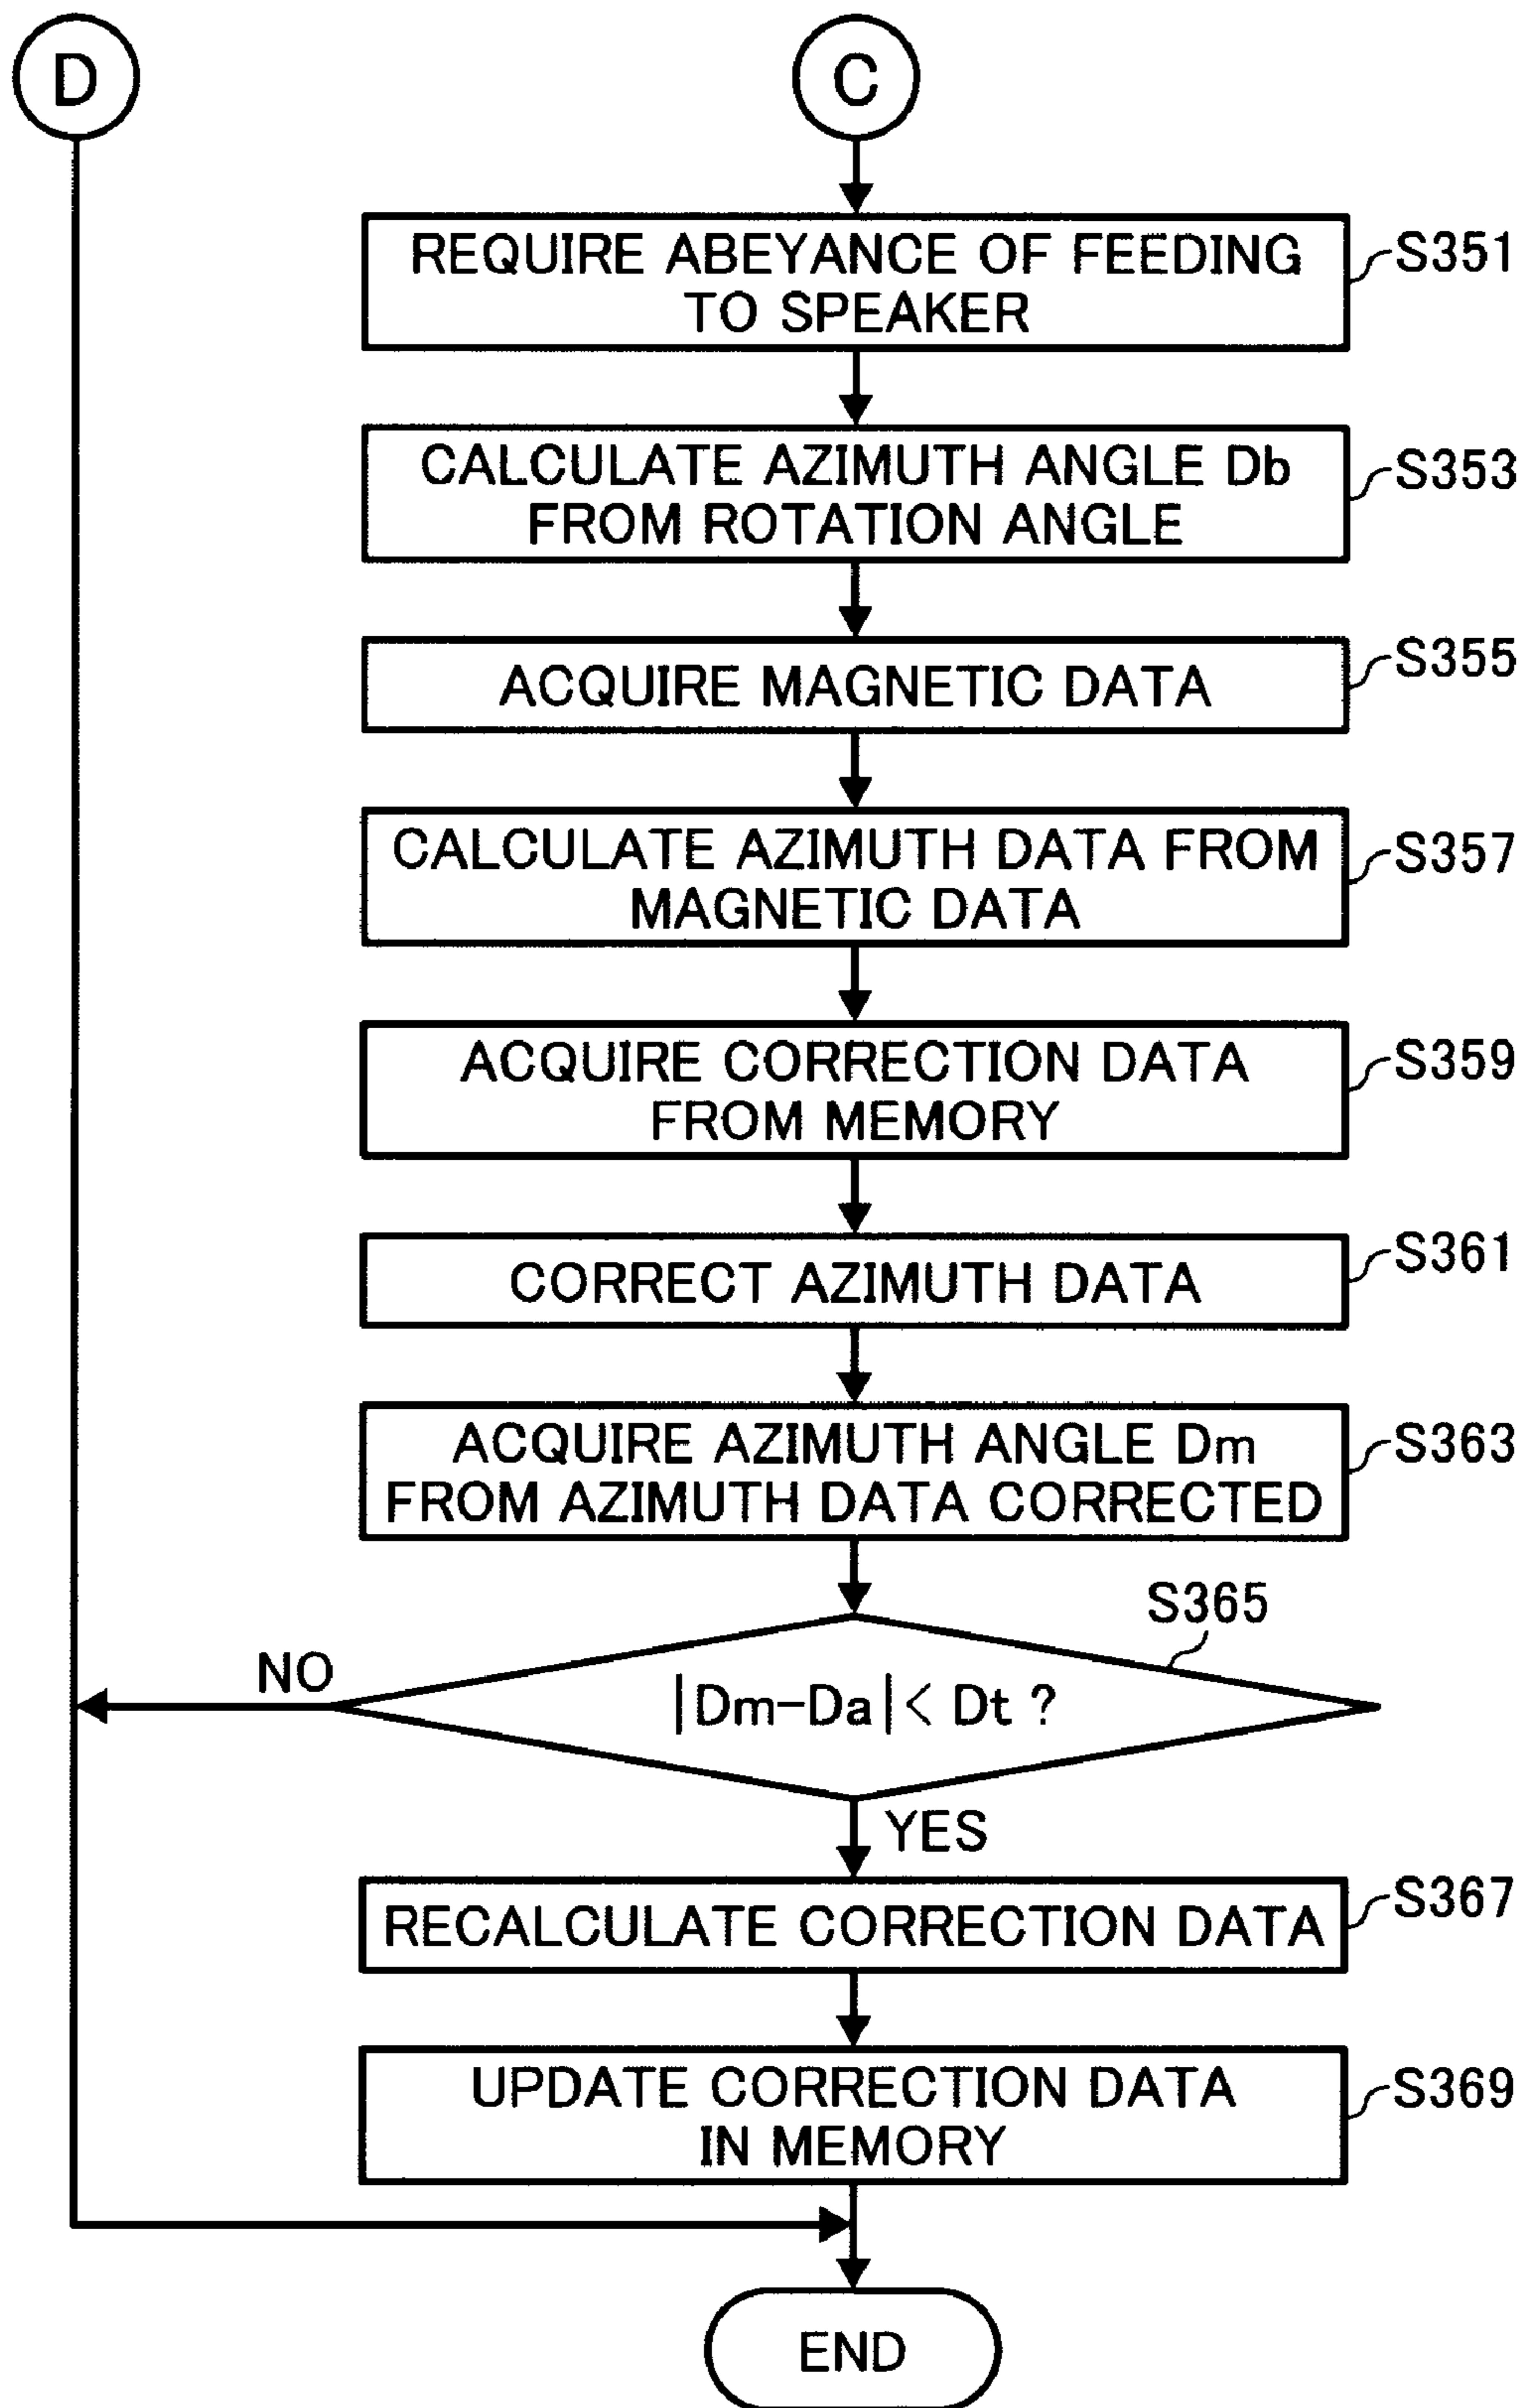 D
C
REQUIRE ABEYANCE OF FEEDING
TO SPEAKER
S351
CALCULATE AZIMUTH ANGLE Db
FROM ROTATION ANGLE
S353
ACQUIRE MAGNETIC DATA
S355
CALCULATE AZIMUTH DATA FROM
MAGNETIC DATA
S357
ACQUIRE CORRECTION DATA
FROM MEMORY
S359
CORRECT AZIMUTH DATA
S361
ACQUIRE AZIMUTH ANGLE Dm
FROM AZIMUTH DATA CORRECTED
S363
S365
NO
|Dm-Da|< Dt ?
YES
RECALCULATE CORRECTION DATA
S367
UPDATE CORRECTION DATA
IN MEMORY
S369
END